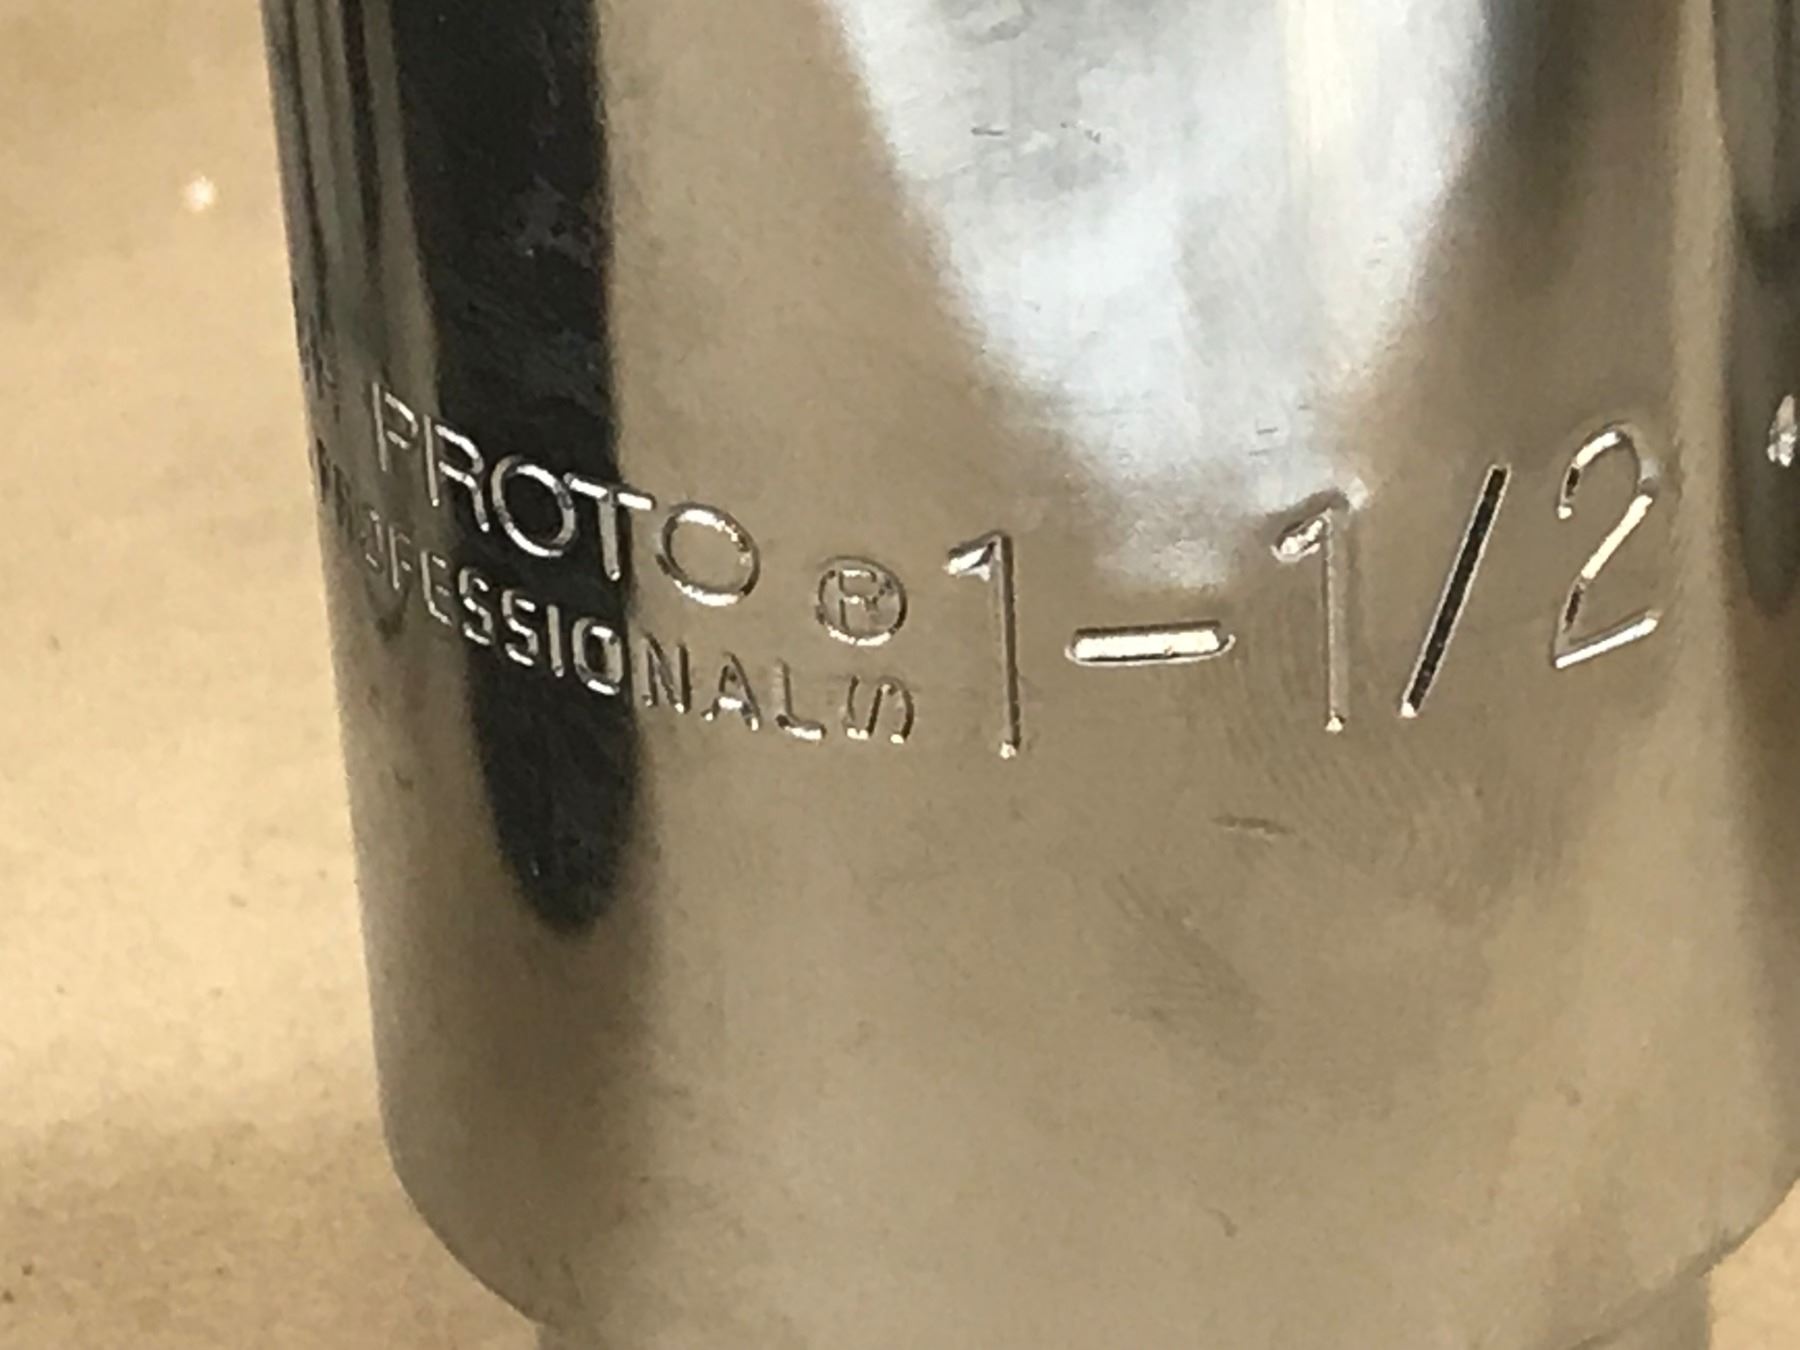 PROTO ® 1-1/2"
PROFESSIONAL